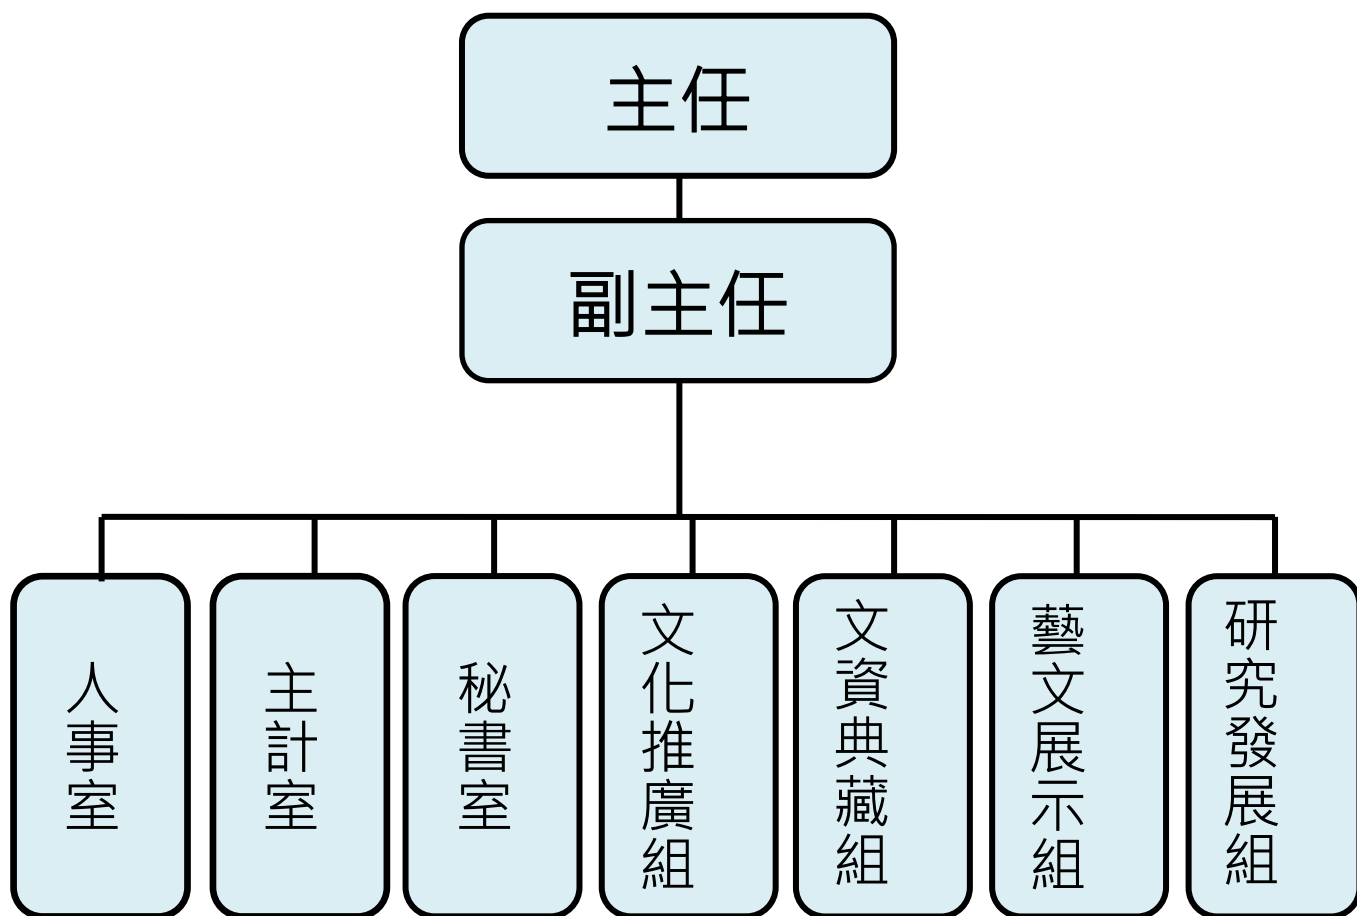 主任
副主任
人事室
主計室
秘書室
文化推廣組
文資典藏組
藝文展示組
研究發展組